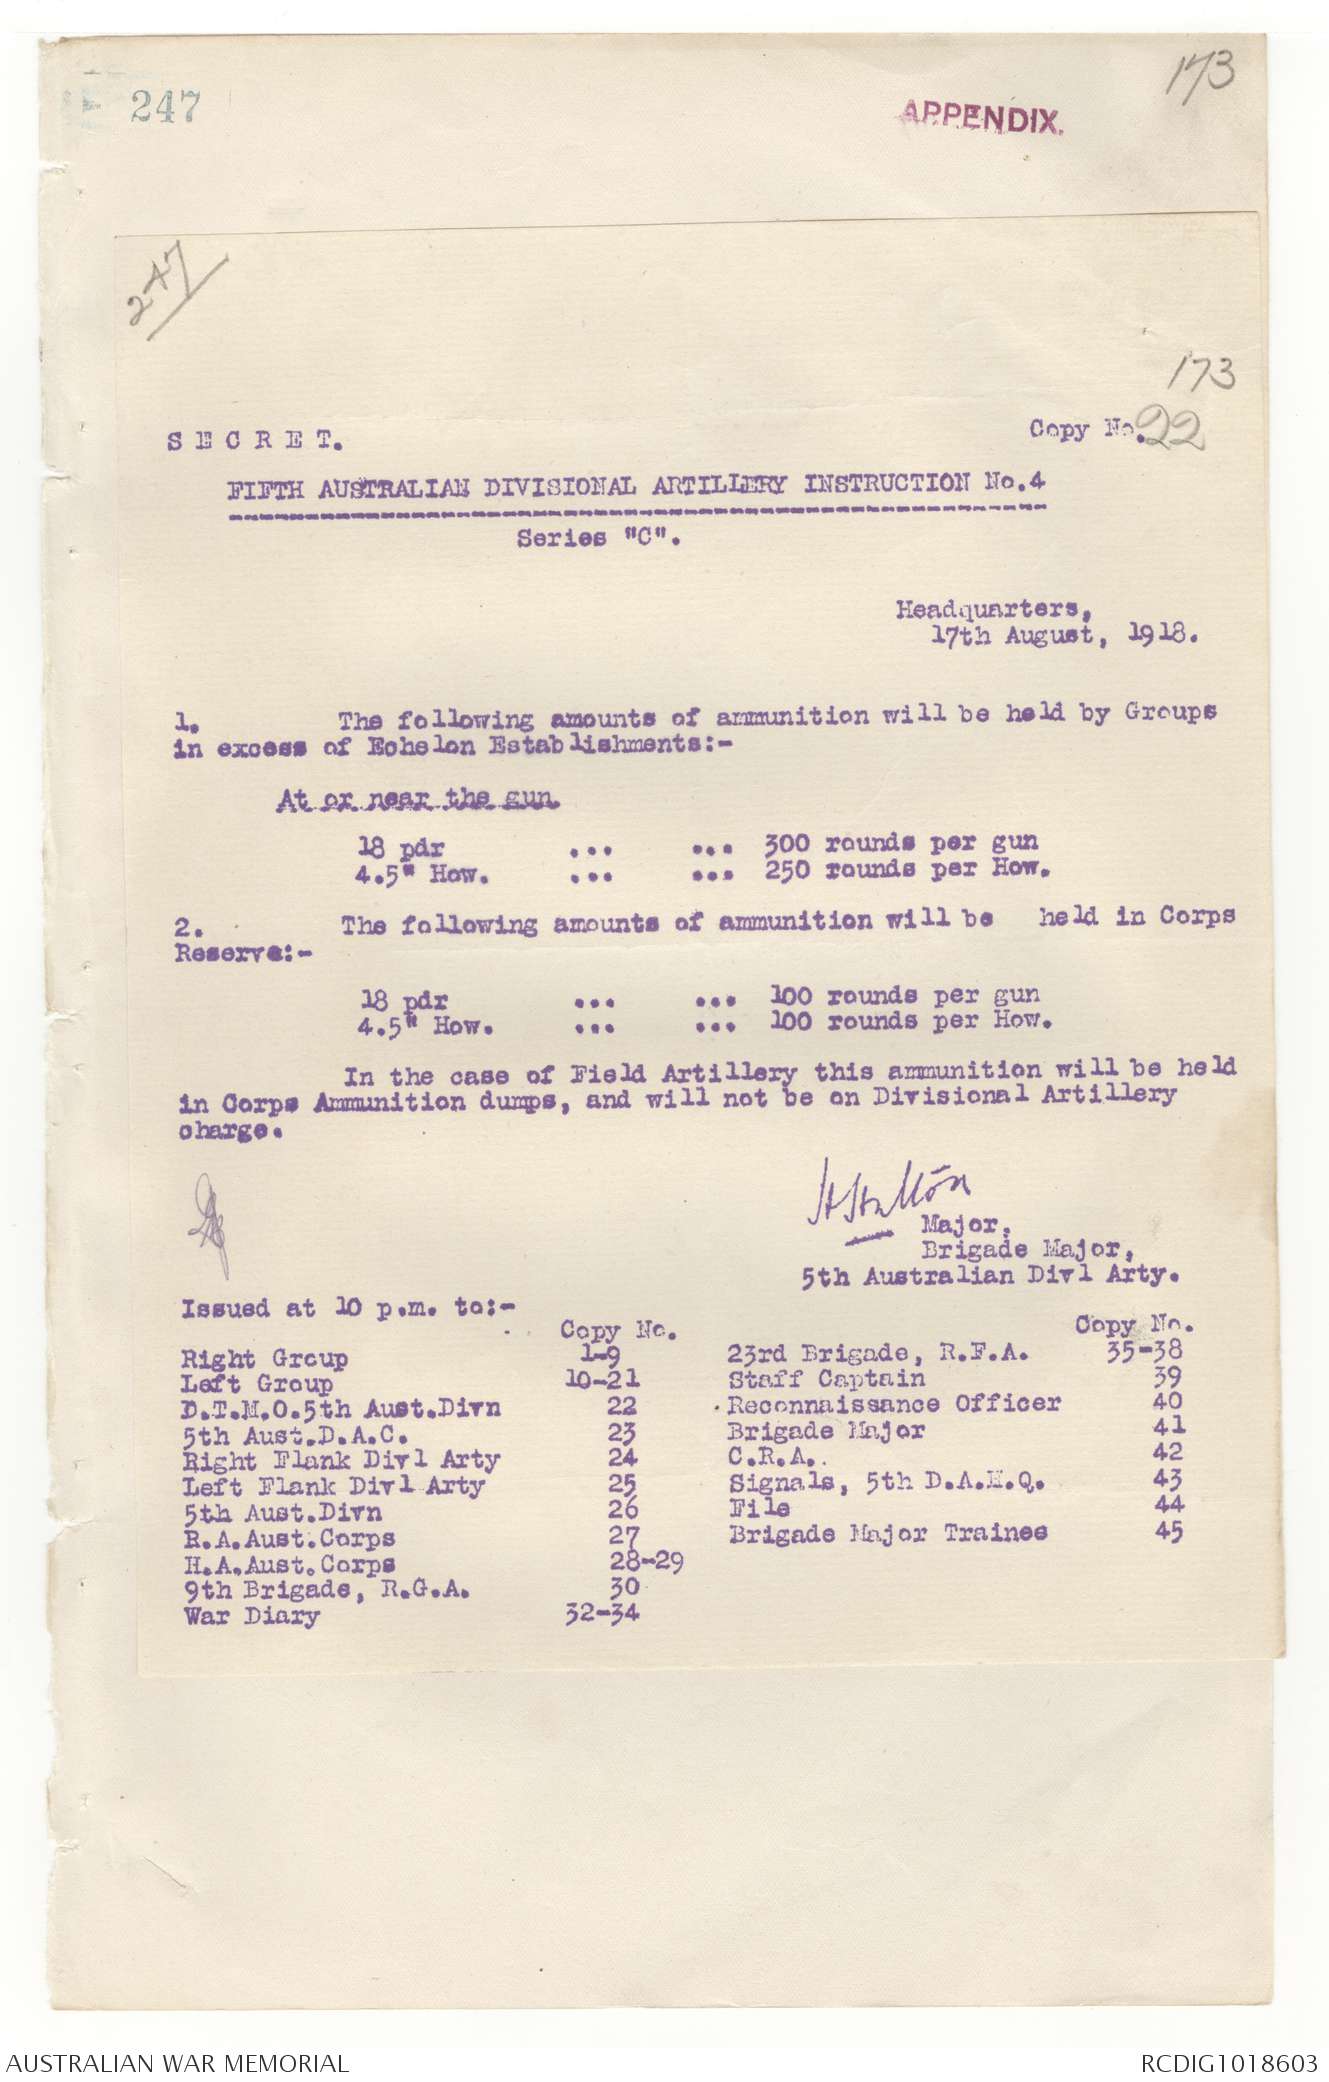 247
APPENDIX.
173
247
173
SECRET.
Copy No. 22
FIFTH AUSTRALIAN DIVISIONAL ARTILLERY INSTRUCTION No.4
Series "C".
Headquarters,
17th August, 1918.
1. The following amounts of ammunition will be held by Groups
in excess of Echelon Establishments:-
At or near the gun.
18 pdr ... ... 300 rounds per gun
4.5" How. ... ... 250 rounds per How.
2. The following amounts of ammunition will be held in Corps
Reserve:-
18 pdr ... ... 100 rounds per gun
4.5" How. ... ... 100 rounds per How.
In the case of Field Artillery this ammunition will be held
in Corps Ammunition dumps, and will not be on Divisional Artillery
charge.
Major,
Brigade Major,
5th Australian Divl Arty.
Issued at 10 p.m. to:-
Copy No. Copy No.
Right Group 1-9 23rd Brigade, R.F.A. 35-38
Left Group 10-21 Staff Captain 39
D.T.M.O.5th Aust.Divn 22 Reconnaissance Officer 40
5th Aust.D.A.C. 23 Brigade Major 41
Right Flank Divl Arty 24 C.R.A. 42
Left Flank Divl Arty 25 Signals, 5th D.A.H.Q. 43
5th Aust.Divn 26 File 44
R.A.Aust.Corps 27 Brigade Major Trainee 45
H.A.Aust.Corps 28-29
9th Brigade, R.G.A. 30
War Diary 32-34
AUSTRALIAN WAR MEMORIAL
RCDIG1018603